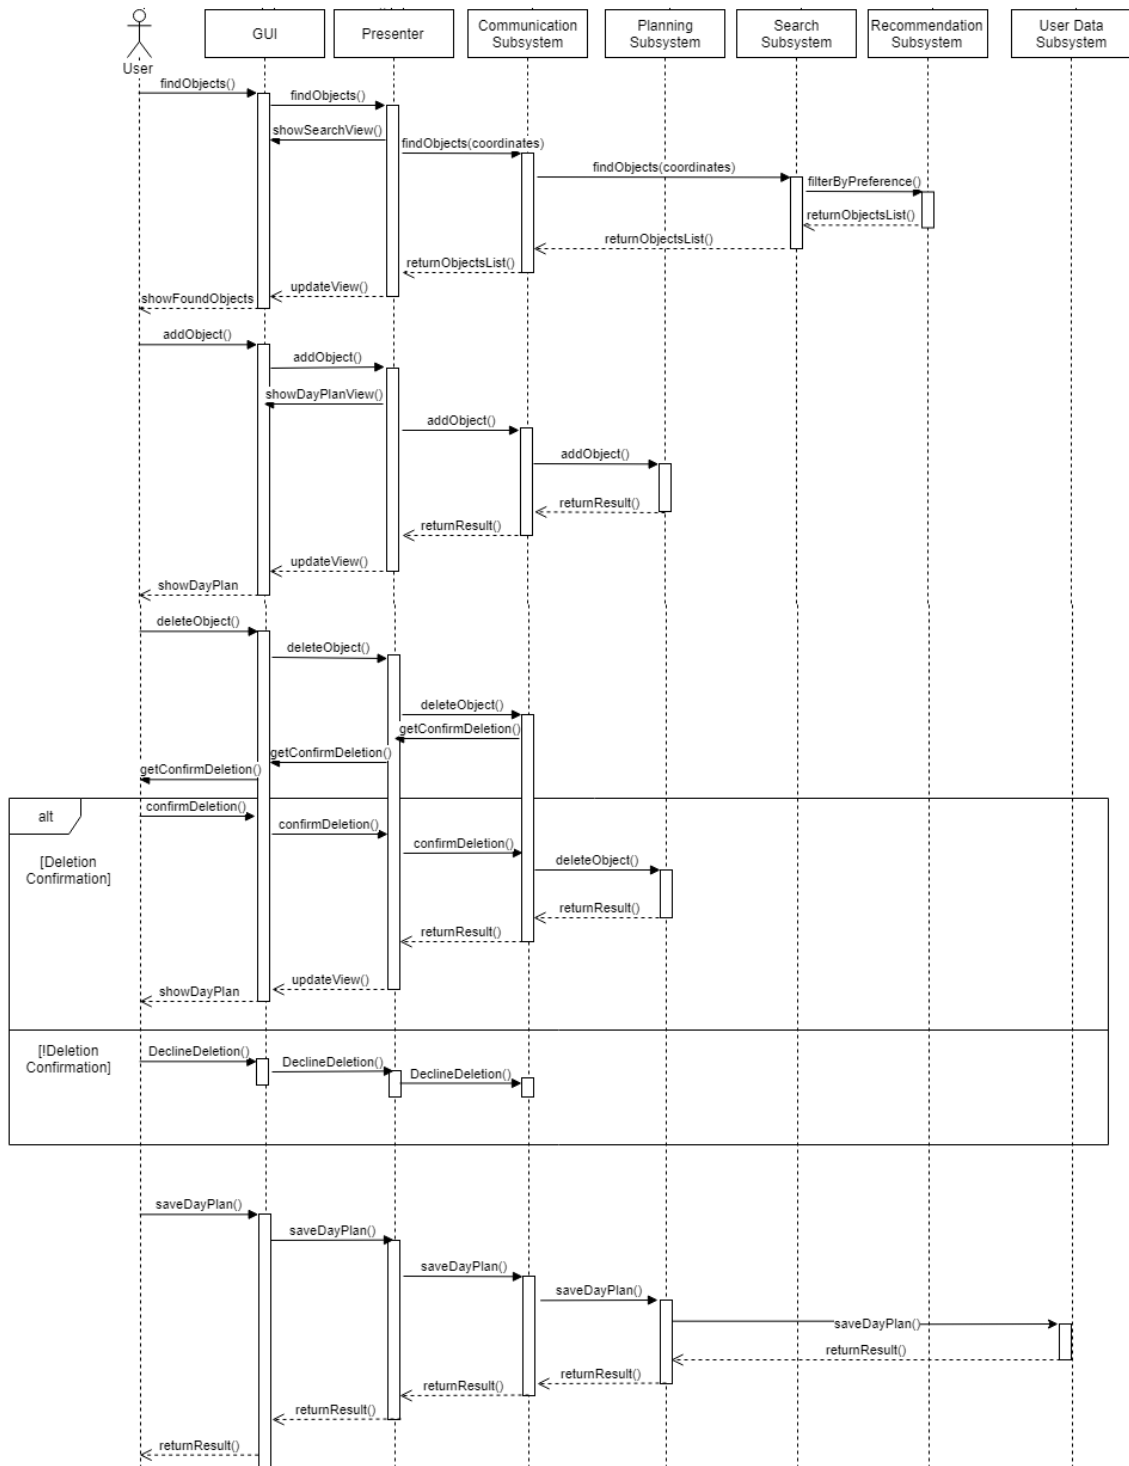 User
GUI
Presenter
Communication
Subsystem
Planning
Subsystem
Search
Subsystem
Recommendation
Subsystem
User Data
Subsystem
findObjects()
findObjects()
showSearchView()
findObjects(coordinates)
findObjects(coordinates)
filterByPreference()
returnObjectsList()
returnObjectsList()
returnObjectsList()
updateView()
showFoundObjects
addObject()
addObject()
showDayPlanView()
addObject()
addObject()
returnResult()
returnResult()
updateView()
showDayPlan
deleteObject()
deleteObject()
deleteObject()
getConfirmDeletion()
getConfirmDeletion()
getConfirmDeletion()
alt
[Deletion
Confirmation]
confirmDeletion()
confirmDeletion()
confirmDeletion()
deleteObject()
returnResult()
returnResult()
updateView()
showDayPlan
[!Deletion
Confirmation]
DeclineDeletion()
DeclineDeletion()
DeclineDeletion()
saveDayPlan()
saveDayPlan()
saveDayPlan()
saveDayPlan()
saveDayPlan()
returnResult()
returnResult()
returnResult()
returnResult()
returnResult()